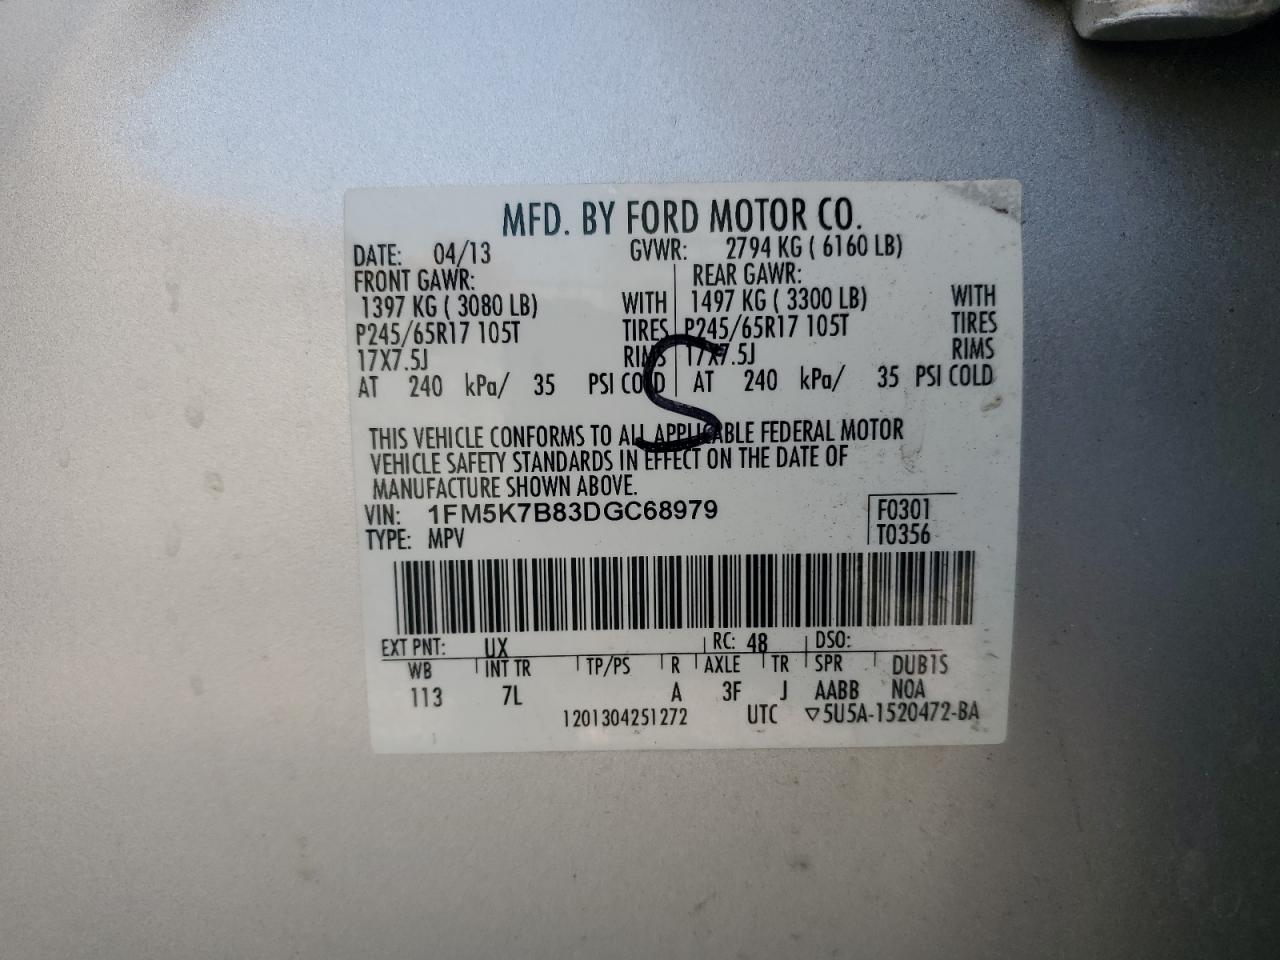 MFD. BY FORD MOTOR CO.
DATE: 04/13 GVWR: 2794 KG ( 6160 LB)
FRONT GAWR: REAR GAWR:
1397 KG ( 3080 LB) WITH 1497 KG ( 3300 LB) WITH
P245/65R17 105T TIRES P245/65R17 105T TIRES
17X7.5J RIMS 17X7.5J RIMS
AT 240 kPa/ 35 PSI COLD AT 240 kPa/ 35 PSI COLD
S
THIS VEHICLE CONFORMS TO ALL APPLICABLE FEDERAL MOTOR
VEHICLE SAFETY STANDARDS IN EFFECT ON THE DATE OF
MANUFACTURE SHOWN ABOVE.
VIN: 1FM5K7B83DGC68979 F0301
TYPE: MPV T0356
EXT PNT: UX RC: 48 DSO:
WB INT TR TP/PS R AXLE TR SPR DUB1S
113 7L A 3F J AABB NOA
1201304251272 UTC ▽5U5A-1520472-BA